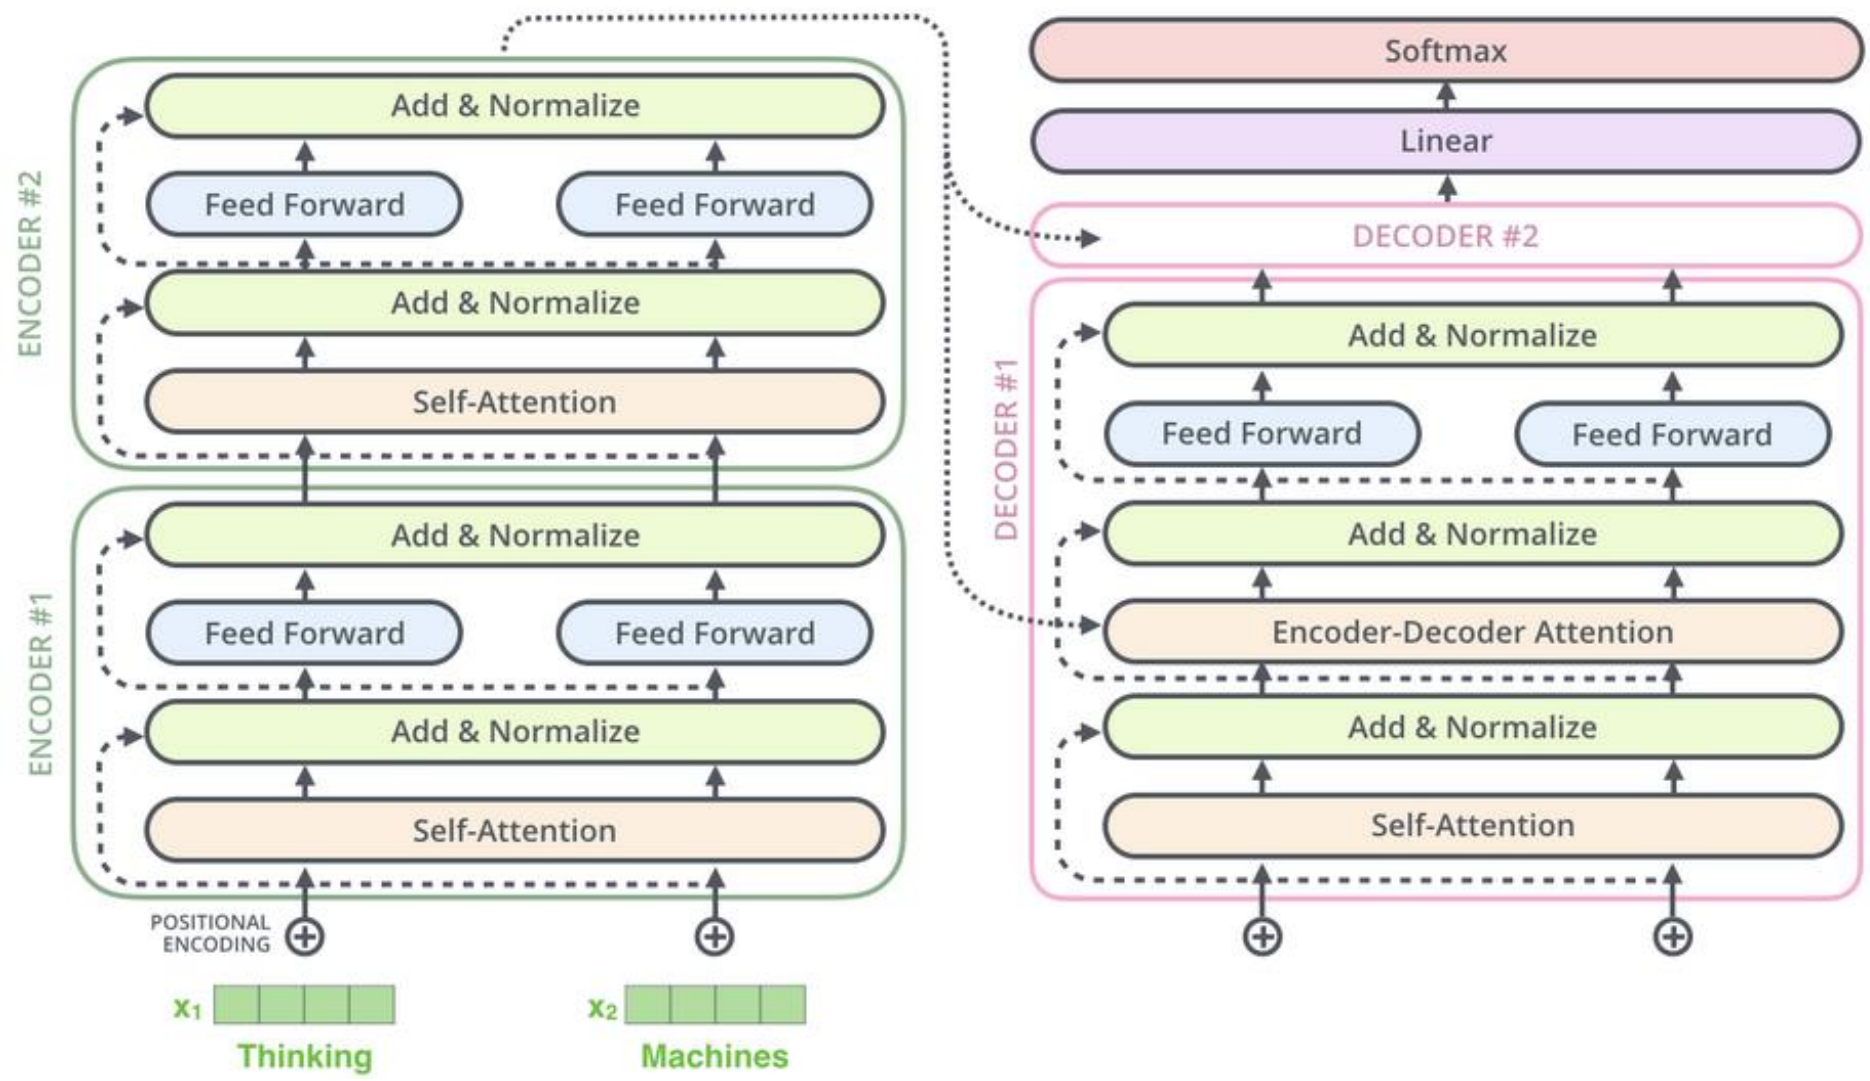 ENCODER #2
Add & Normalize
Feed Forward
Feed Forward
Add & Normalize
Self-Attention
ENCODER #1
Add & Normalize
Feed Forward
Feed Forward
Add & Normalize
Self-Attention
POSITIONAL
ENCODING
x₁
x₂
Thinking
Machines
Softmax
Linear
DECODER #2
DECODER #1
Add & Normalize
Feed Forward
Feed Forward
Add & Normalize
Encoder-Decoder Attention
Add & Normalize
Self-Attention